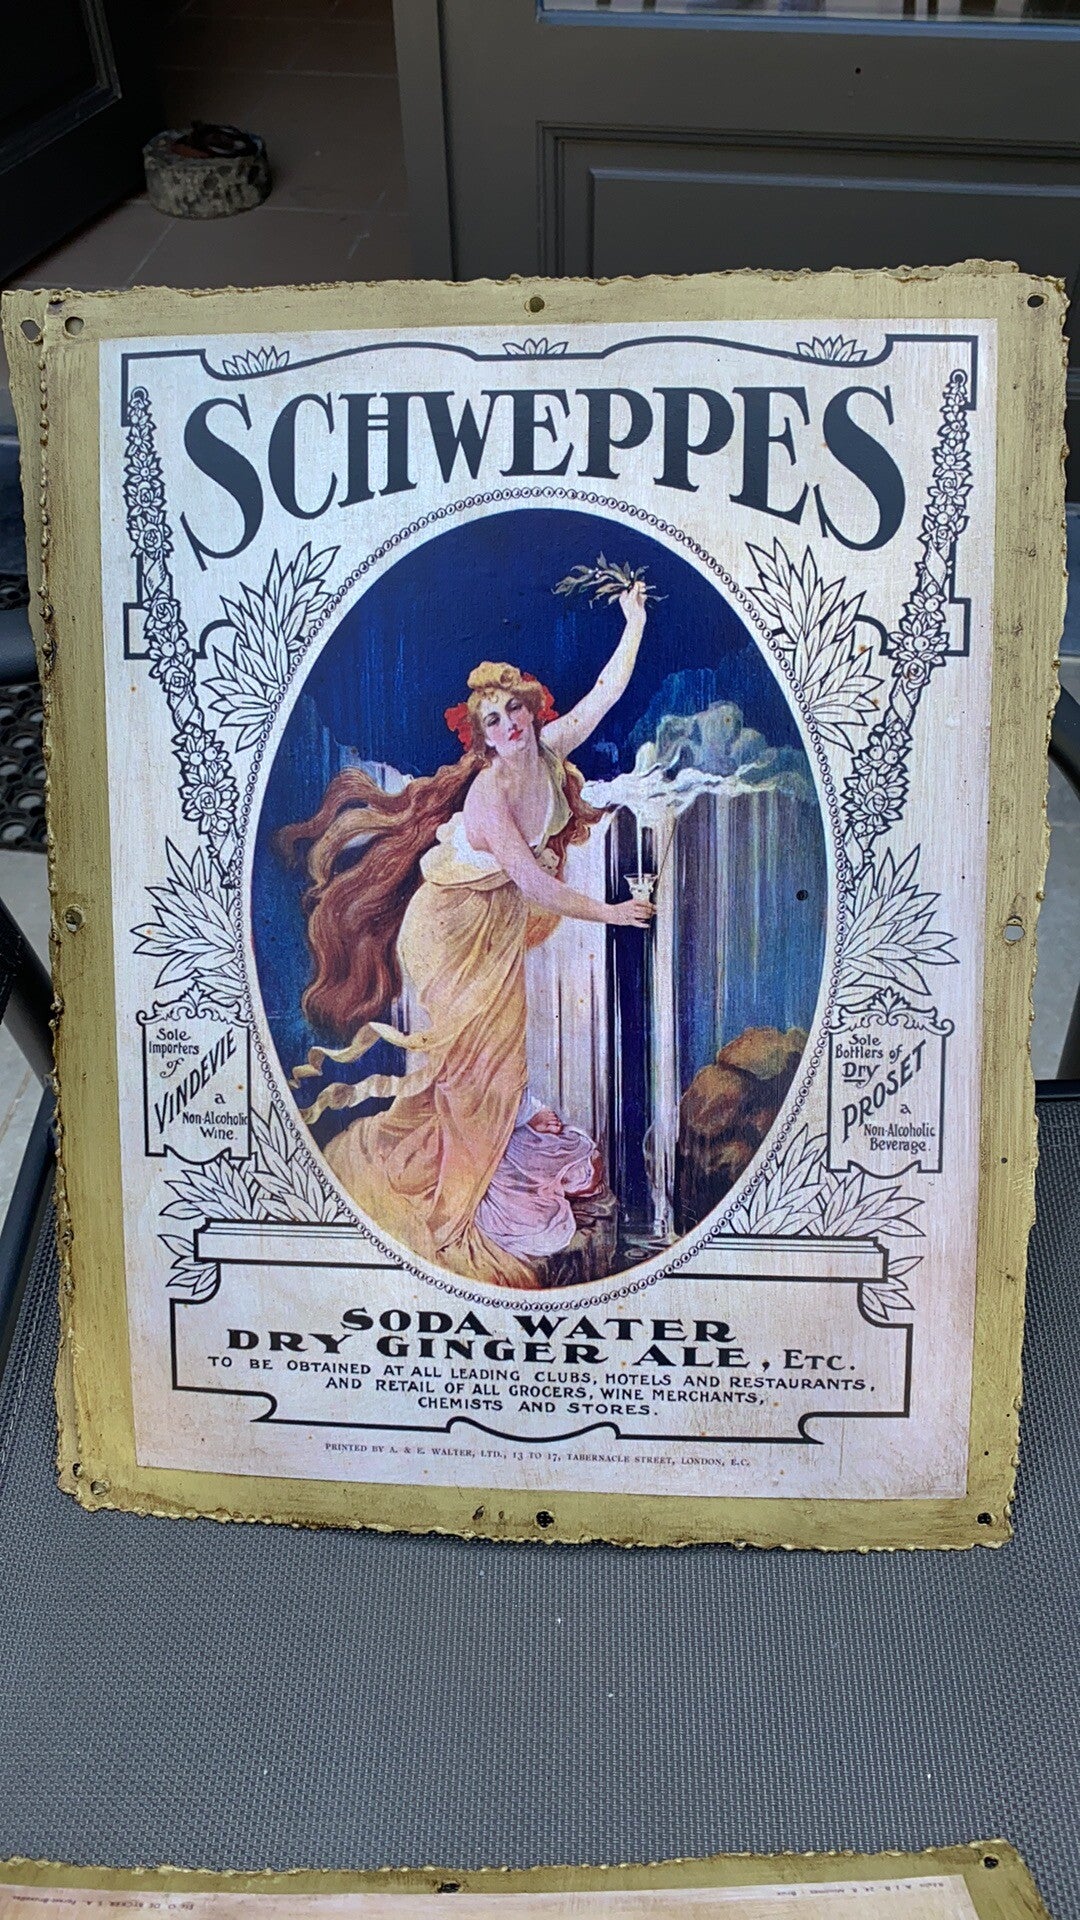 SCHWEPPES
Sole
Importers
of
VINDEVIE
a
Non-Alcoholic
Wine.
Sole
Bottlers of
Dry
PROSET
a
Non-Alcoholic
Beverage.
SODA WATER
DRY GINGER ALE, ETC.
TO BE OBTAINED AT ALL LEADING CLUBS, HOTELS AND RESTAURANTS,
AND RETAIL OF ALL GROCERS, WINE MERCHANTS,
CHEMISTS AND STORES.
PRINTED BY A. & E. WALTER, LTD., 13 TO 17, TABERNACLE STREET, LONDON, E.C.